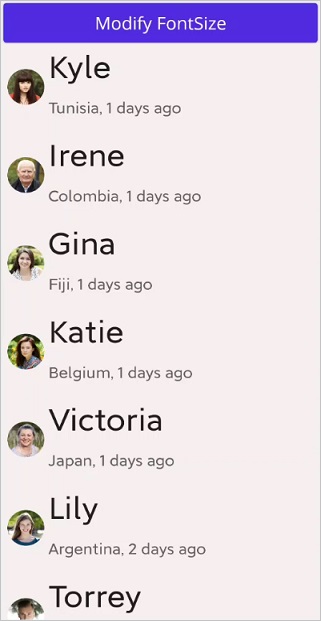 Modify FontSize
Kyle
Tunisia, 1 days ago
Irene
Colombia, 1 days ago
Gina
Fiji, 1 days ago
Katie
Belgium, 1 days ago
Victoria
Japan, 1 days ago
Lily
Argentina, 2 days ago
Torrey